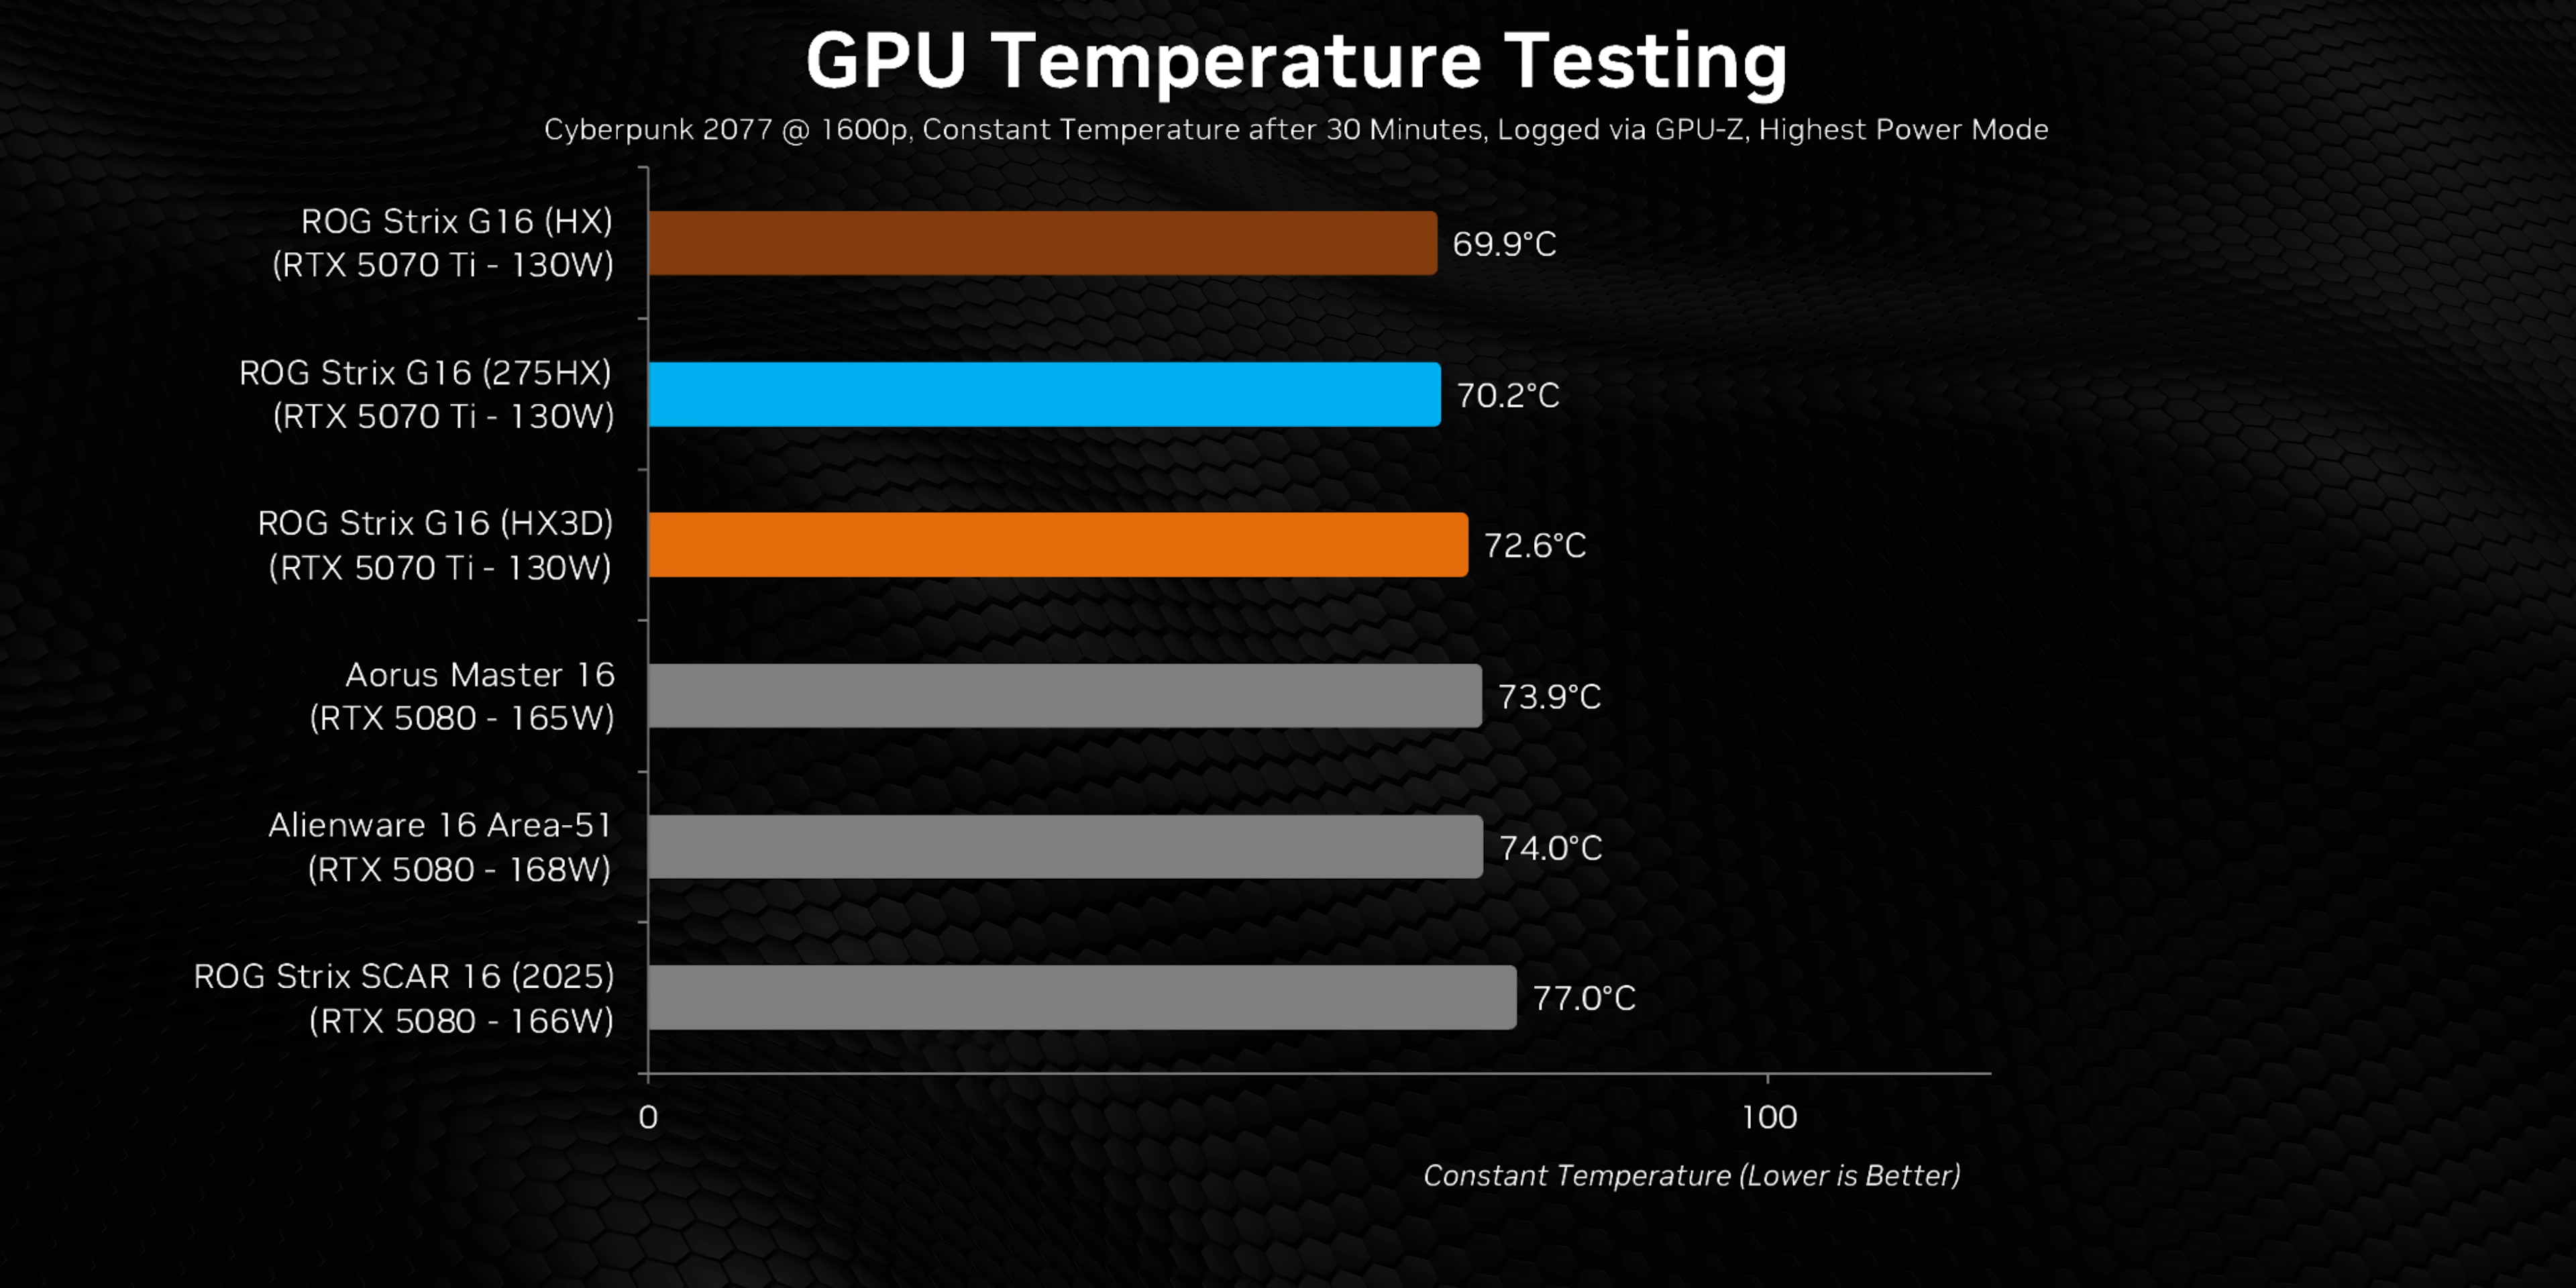 GPU Temperature Testing
Cyberpunk 2077 @ 1600p, Constant Temperature after 30 Minutes, Logged via GPU-Z, Highest Power Mode
ROG Strix G16 (HX)
(RTX 5070 Ti - 130W)
69.9°C
ROG Strix G16 (275HX)
(RTX 5070 Ti - 130W)
70.2°C
ROG Strix G16 (HX3D)
(RTX 5070 Ti - 130W)
72.6°C
Aorus Master 16
(RTX 5080 - 165W)
73.9°C
Alienware 16 Area-51
(RTX 5080 - 168W)
74.0°C
ROG Strix SCAR 16 (2025)
(RTX 5080 - 166W)
77.0°C
0
100
Constant Temperature (Lower is Better)